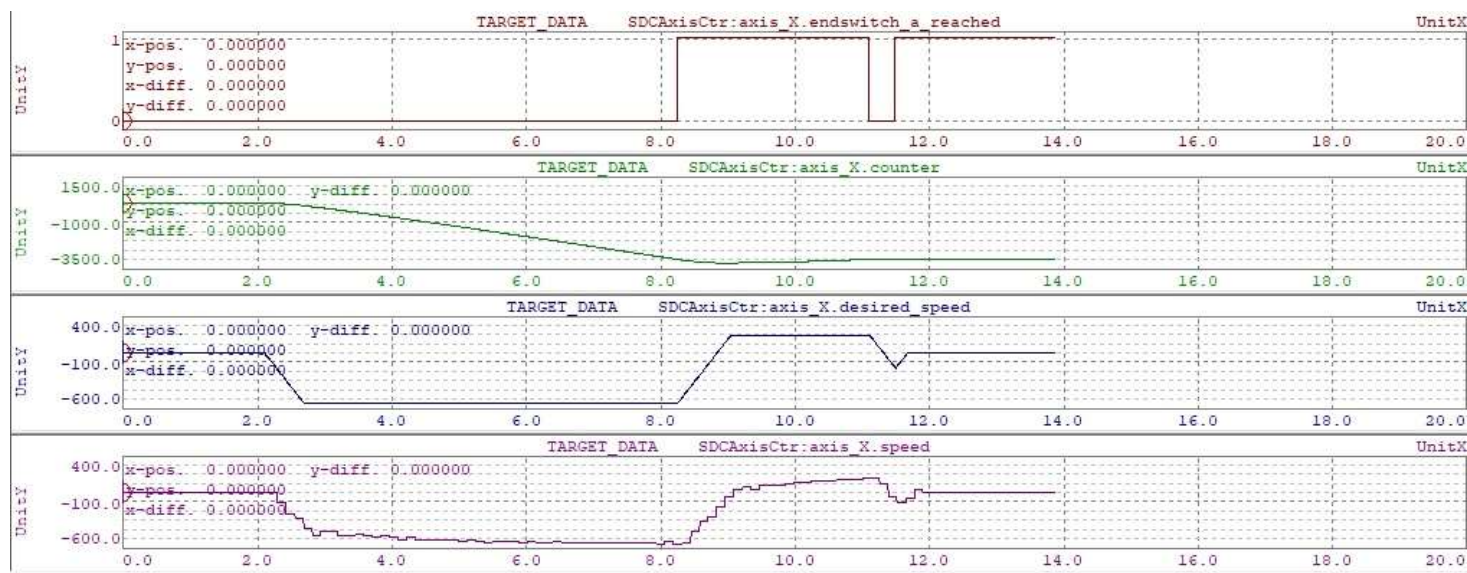 TARGET_DATA SDCAxisCtr:axis_X.endswitch_a_reached UnitX
UnitY
1
x-pos. 0.000000
y-pos. 0.000000
x-diff. 0.000000
y-diff. 0.000000
0
0.0 2.0 4.0 6.0 8.0 10.0 12.0 14.0 16.0 18.0 20.0
TARGET_DATA SDCAxisCtr:axis_X.counter UnitX
UnitY
1500.0 x-pos. 0.000000 y-diff. 0.000000
y-pos. 0.000000
-1000.0 x-diff. 0.000000
-3500.0
0.0 2.0 4.0 6.0 8.0 10.0 12.0 14.0 16.0 18.0 20.0
TARGET_DATA SDCAxisCtr:axis_X.desired_speed UnitX
UnitY
400.0 x-pos. 0.000000 y-diff. 0.000000
y-pos. 0.000000
-100.0 x-diff. 0.000000
-600.0
0.0 2.0 4.0 6.0 8.0 10.0 12.0 14.0 16.0 18.0 20.0
TARGET_DATA SDCAxisCtr:axis_X.speed UnitX
UnitY
400.0 x-pos. 0.000000 y-diff. 0.000000
y-pos. 0.000000
-100.0 x-diff. 0.000000
-600.0
0.0 2.0 4.0 6.0 8.0 10.0 12.0 14.0 16.0 18.0 20.0